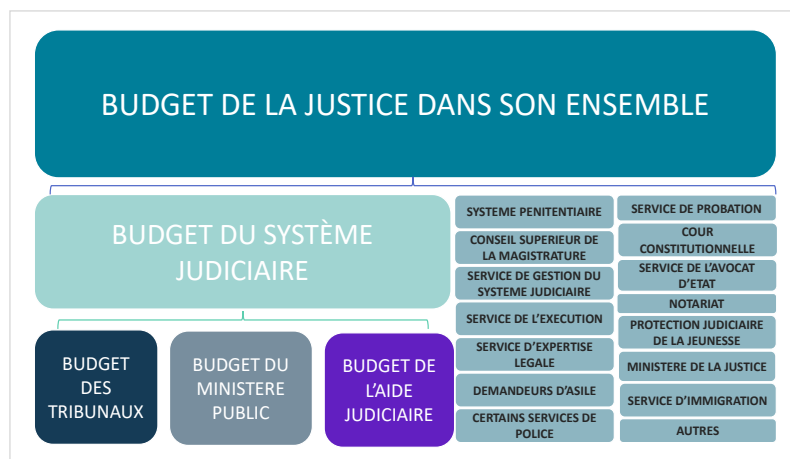 BUDGET DE LA JUSTICE DANS SON ENSEMBLE
BUDGET DU SYSTÈME
JUDICIAIRE
BUDGET
DES
TRIBUNAUX
BUDGET DU
MINISTERE
PUBLIC
BUDGET DE
L'AIDE
JUDICIAIRE
SYSTEME PENITENTIAIRE
CONSEIL SUPERIEUR DE
LA MAGISTRATURE
SERVICE DE GESTION DU
SYSTEME JUDICIAIRE
SERVICE DE L'EXECUTION
SERVICE D'EXPERTISE
LEGALE
DEMANDEURS D'ASILE
CERTAINS SERVICES DE
POLICE
SERVICE DE PROBATION
COUR
CONSTITUTIONNELLE
SERVICE DE L'AVOCAT
D'ETAT
NOTARIAT
PROTECTION JUDICIAIRE
DE LA JEUNESSE
MINISTERE DE LA JUSTICE
SERVICE D'IMMIGRATION
AUTRES